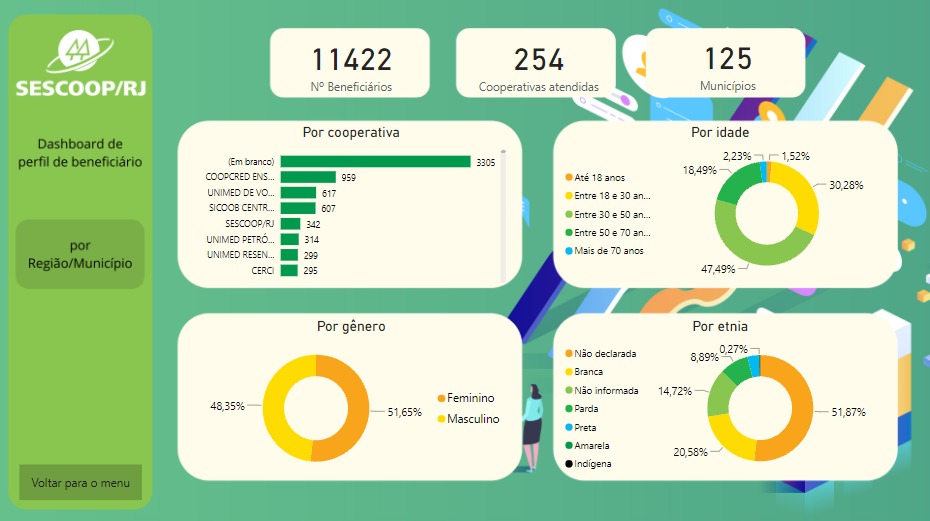 SESCOOP/RJ
Dashboard de
perfil de beneficiário
por
Região/Município
Voltar para o menu
11422
Nº Beneficiários
254
Cooperativas atendidas
125
Municípios
Por cooperativa
(Em branco) 3305
COOPCRED ENS... 959
UNIMED DE VO... 617
SICOOB CENTR... 607
SESCOOP/RJ 342
UNIMED PETRÓ... 314
UNIMED RESEN... 299
CERCI 295
Por idade
Até 18 anos
Entre 18 e 30 an...
Entre 30 e 50 an...
Entre 50 e 70 an...
Mais de 70 anos
2,23%
1,52%
18,49%
30,28%
47,49%
Por gênero
48,35%
51,65%
Feminino
Masculino
Por etnia
Não declarada
Branca
Não informada
Parda
Preta
Amarela
Indígena
0,27%
8,89%
14,72%
51,87%
20,58%